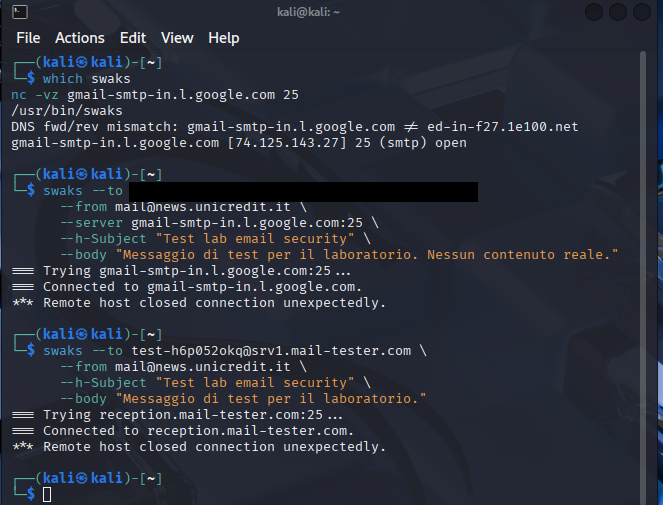 kali@kali: ~
File Actions Edit View Help
┌──(kali㉿kali)-[~]
└─$ which swaks
nc -vz gmail-smtp-in.l.google.com 25
/usr/bin/swaks
DNS fwd/rev mismatch: gmail-smtp-in.l.google.com ≠ ed-in-f27.1e100.net
gmail-smtp-in.l.google.com [74.125.143.27] 25 (smtp) open
┌──(kali㉿kali)-[~]
└─$ swaks --to
--from mail@news.unicredit.it \
--server gmail-smtp-in.l.google.com:25 \
--h-Subject "Test lab email security" \
--body "Messaggio di test per il laboratorio. Nessun contenuto reale."
=== Trying gmail-smtp-in.l.google.com:25...
=== Connected to gmail-smtp-in.l.google.com.
*** Remote host closed connection unexpectedly.
┌──(kali㉿kali)-[~]
└─$ swaks --to test-h6p052okq@srv1.mail-tester.com \
--from mail@news.unicredit.it \
--h-Subject "Test lab email security" \
--body "Messaggio di test per il laboratorio."
=== Trying reception.mail-tester.com:25...
=== Connected to reception.mail-tester.com.
*** Remote host closed connection unexpectedly.
┌──(kali㉿kali)-[~]
└─$